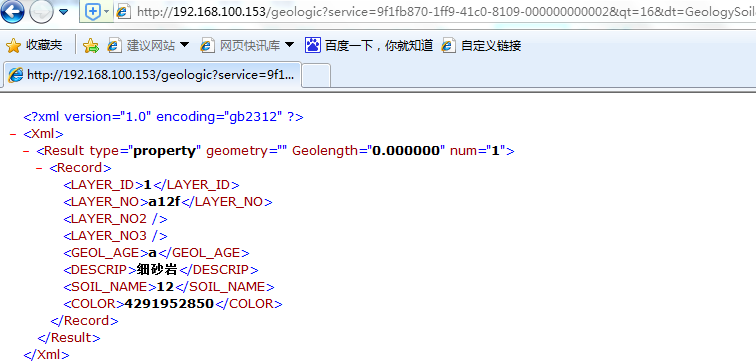 http://192.168.100.153/geologic?service=9f1fb870-1ff9-41c0-8109-000000000002&qt=16&dt=GeologySoil
收藏夹 建议网站 网页快讯库 百度一下，你就知道 自定义链接
http://192.168.100.153/geologic?service=9f1...
<?xml version="1.0" encoding="gb2312" ?>
- <Xml>
- <Result type="property" geometry="" Geolength="0.000000" num="1">
- <Record>
<LAYER_ID>1</LAYER_ID>
<LAYER_NO>a12f</LAYER_NO>
<LAYER_NO2 />
<LAYER_NO3 />
<GEOL_AGE>a</GEOL_AGE>
<DESCRIP>细砂岩</DESCRIP>
<SOIL_NAME>12</SOIL_NAME>
<COLOR>4291952850</COLOR>
</Record>
</Result>
</Xml>